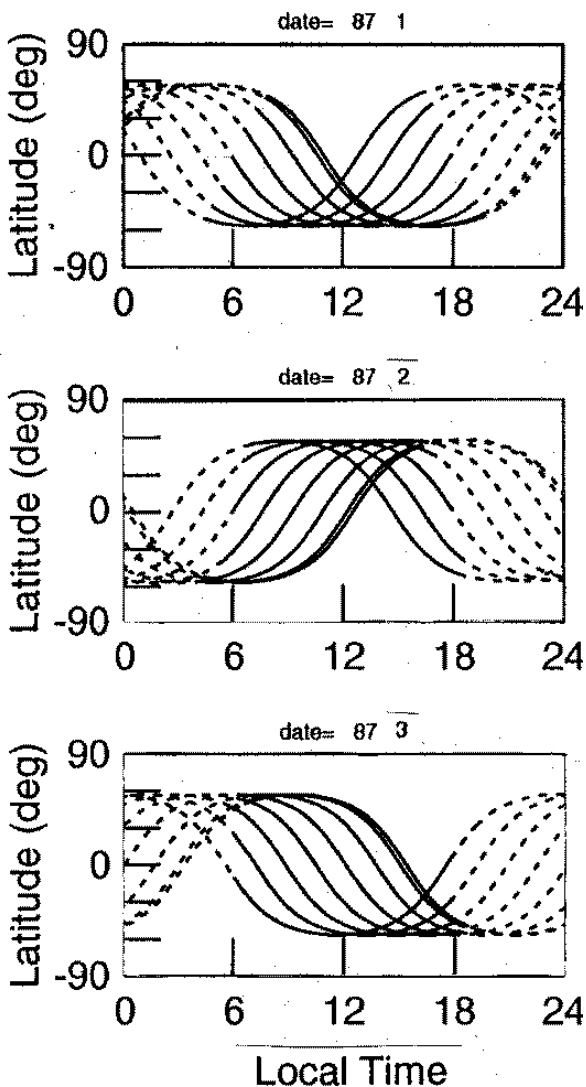 date= 87 1
Latitude (deg)
90
0
-90
0 6 12 18 24
date= 87 2
Latitude (deg)
90
0
-90
0 6 12 18 24
date= 87 3
Latitude (deg)
90
0
-90
0 6 12 18 24
Local Time